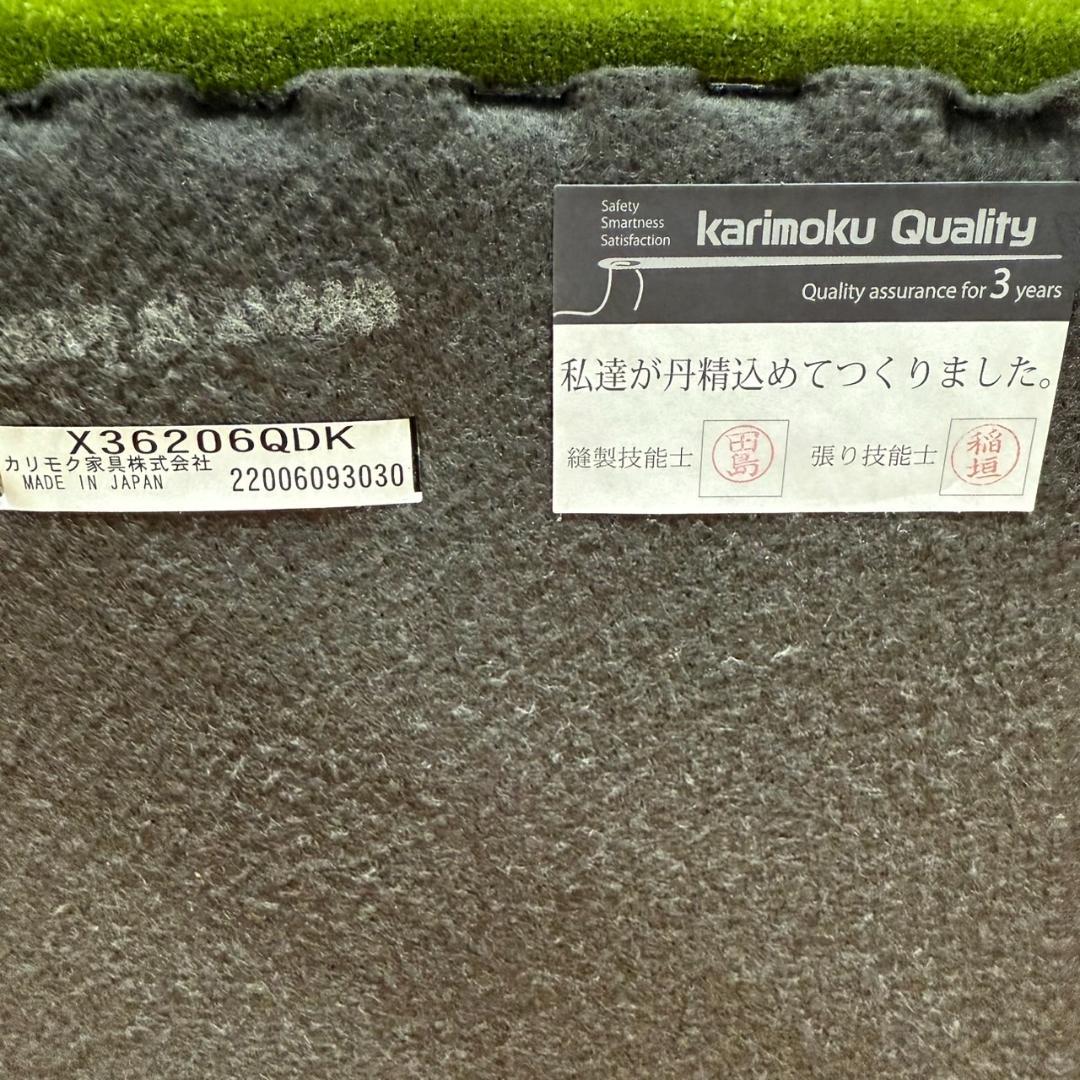 X36206QDK
カリモク家具株式会社
MADE IN JAPAN 22006093030
Safety
Smartness
Satisfaction
karimoku Quality
Quality assurance for 3 years
私達が丹精込めてつくりました。
縫製技能士 田島 張り技能士 稲垣